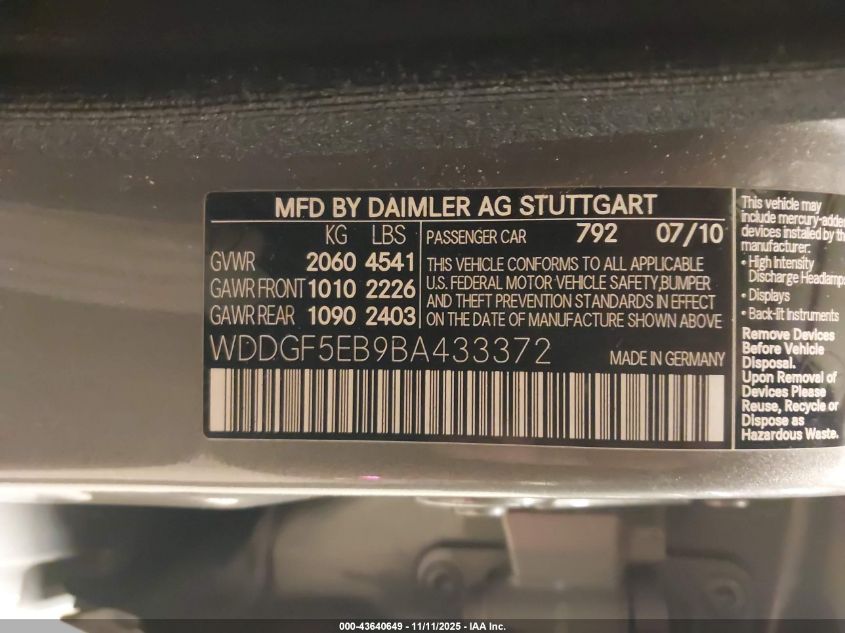 MFD BY DAIMLER AG STUTTGART
KG LBS
GVWR 2060 4541
GAWR FRONT 1010 2226
GAWR REAR 1090 2403
PASSENGER CAR 792 07/10
THIS VEHICLE CONFORMS TO ALL APPLICABLE
U.S. FEDERAL MOTOR VEHICLE SAFETY,BUMPER
AND THEFT PREVENTION STANDARDS IN EFFECT
ON THE DATE OF MANUFACTURE SHOWN ABOVE
WDDGF5EB9BA433372
MADE IN GERMANY
This vehicle may
include mercury-added
devices installed by the
manufacturer:
• High Intensity
Discharge Headlamps
• Displays
• Back-lit Instruments
Remove Devices
Before Vehicle
Disposal.
Upon Removal of
Devices Please
Reuse, Recycle or
Dispose as
Hazardous Waste.
000-43640649 - 11/11/2025 - IAA Inc.